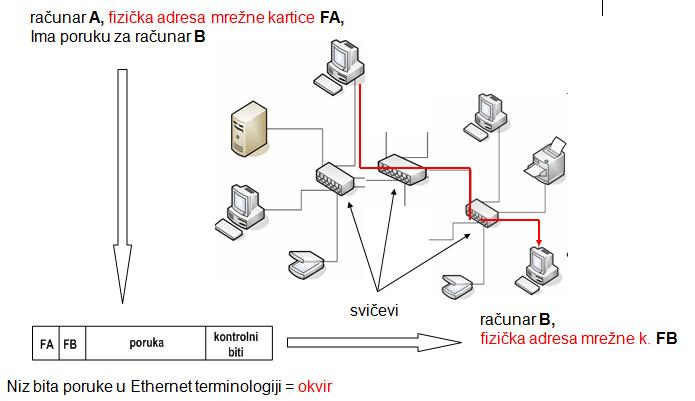 računar A, fizička adresa mrežne kartice FA,
Ima poruku za računar B
svičevi
računar B,
fizička adresa mrežne k. FB
FA FB poruka kontrolni biti
Niz bita poruke u Ethernet terminologiji = okvir